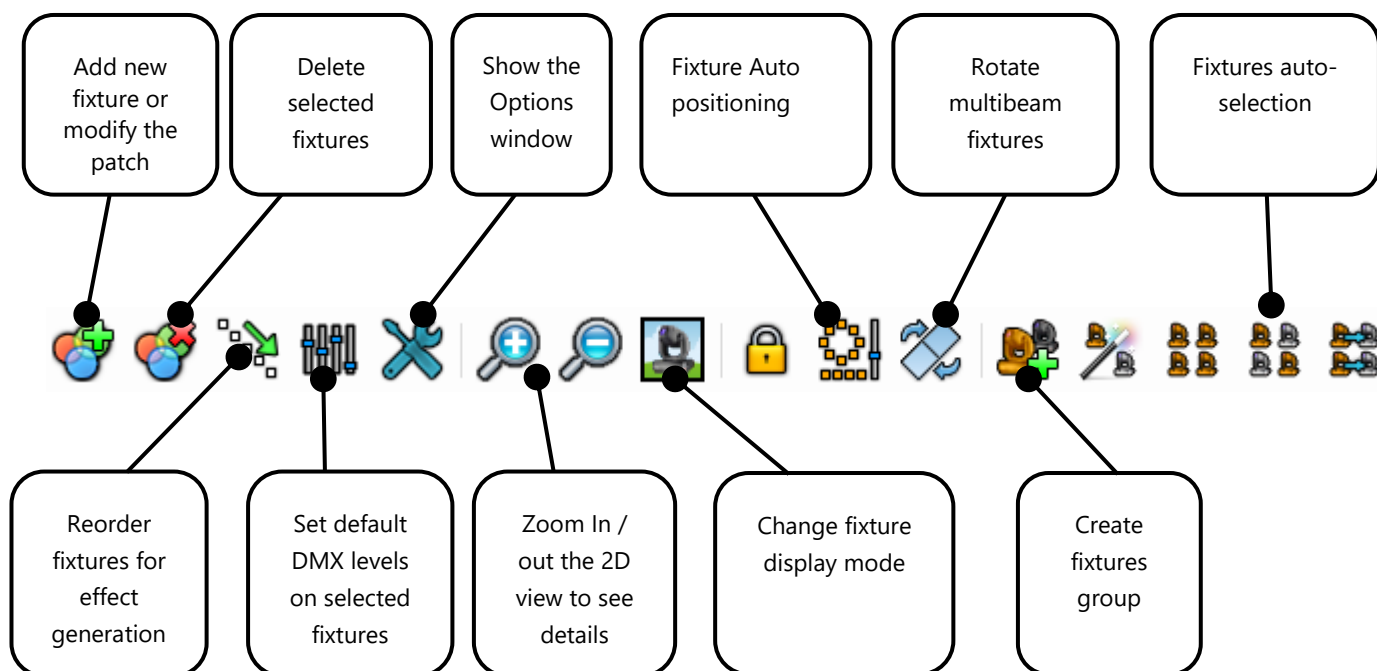 Add new
fixture or
modify the
patch
Delete
selected
fixtures
Show the
Options
window
Fixture Auto
positioning
Rotate
multibeam
fixtures
Fixtures auto-
selection
Reorder
fixtures for
effect
generation
Set default
DMX levels
on selected
fixtures
Zoom In /
out the 2D
view to see
details
Change fixture
display mode
Create
fixtures
group